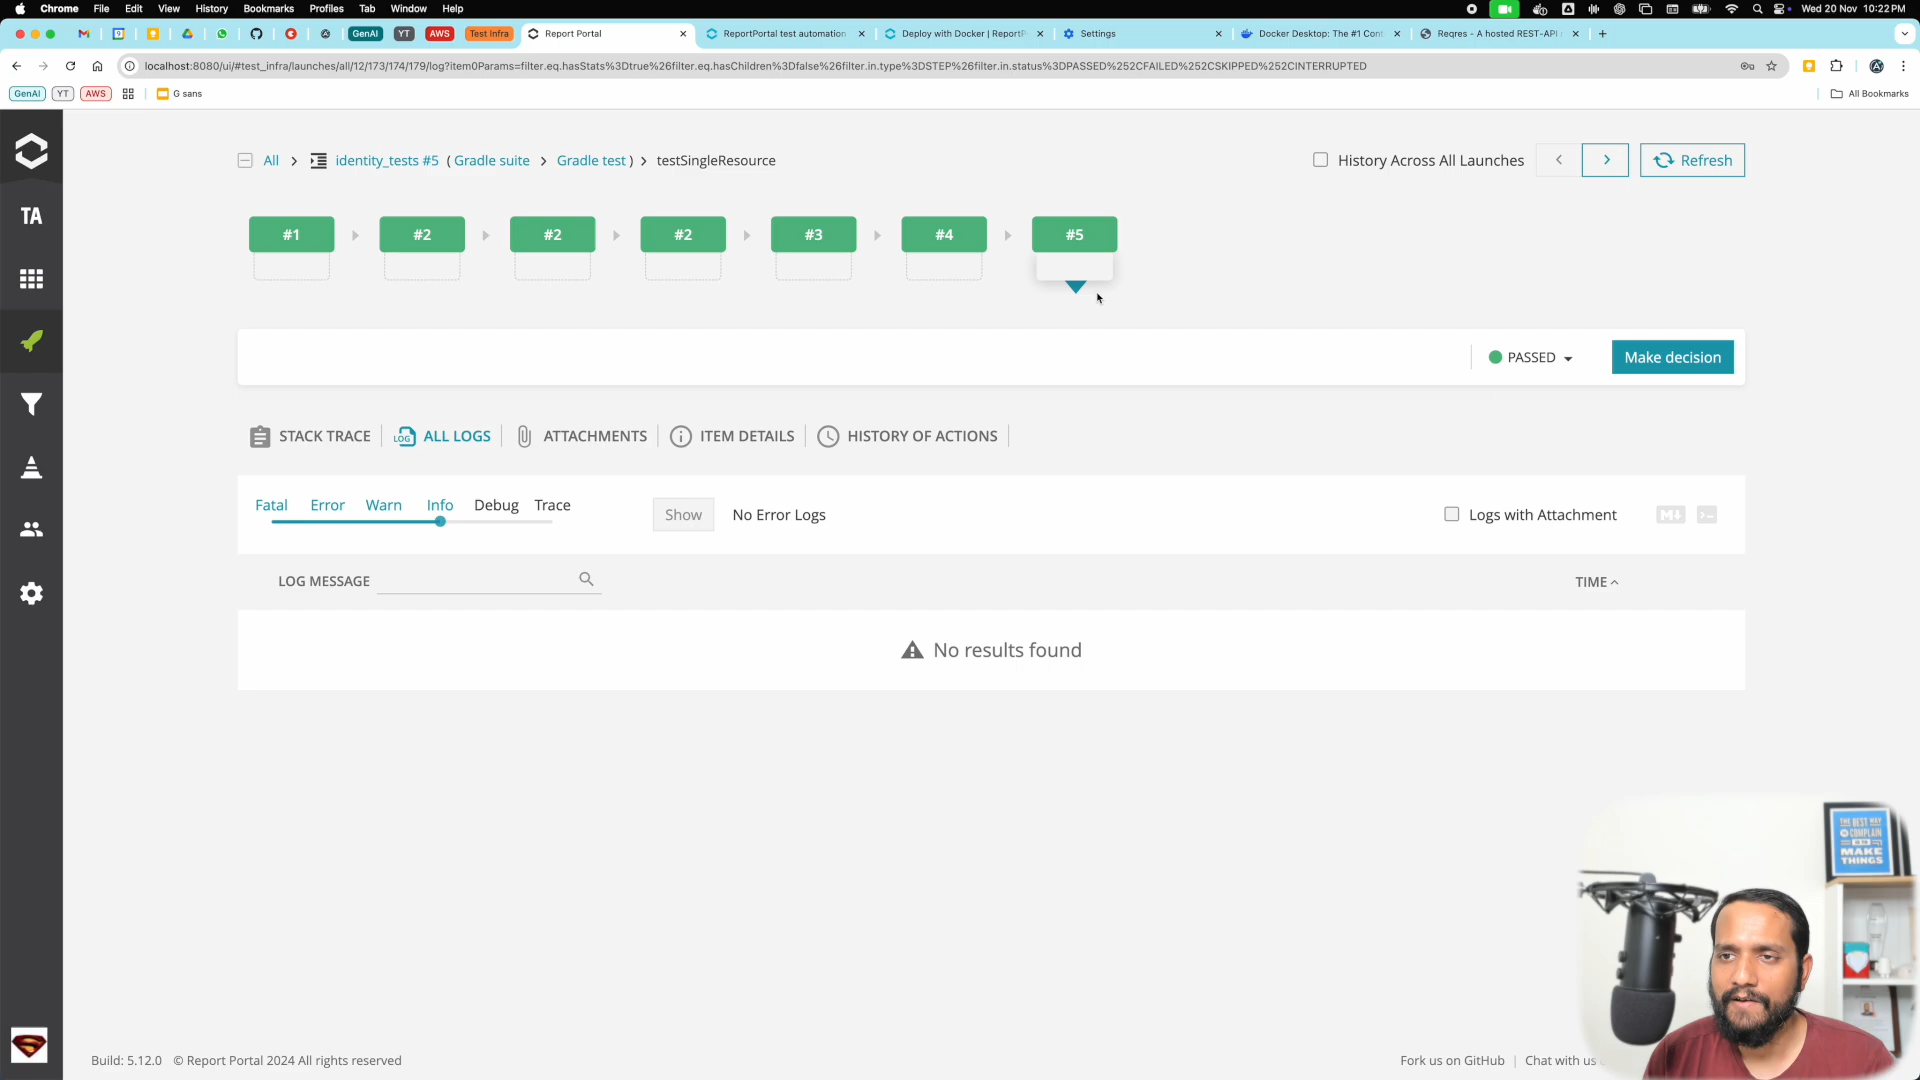 Chrome File Edit View History Bookmarks Profiles Tab Window Help Wed 20 Nov 10:22 PM
GenAI YT AWS Test Infra Report Portal ReportPortal test automation Deploy with Docker | ReportP Settings Docker Desktop: The #1 Cont Reqres - A hosted REST-API
localhost:8080/ui/#test_infra/launches/all/12/173/174/179/log?item0Params=filter.eq.hasStats%3Dtrue%26filter.eq.hasChildren%3Dfalse%26filter.in.type%3DSTEP%26filter.in.status%3DPASSED%252CFAILED%252CSKIPPED%252CINTERRUPTED
GenAI YT AWS G sans All Bookmarks
All > identity_tests #5 ( Gradle suite > Gradle test ) > testSingleResource History Across All Launches < > Refresh
TA
#1 #2 #2 #2 #3 #4 #5
PASSED Make decision
STACK TRACE LOG ALL LOGS ATTACHMENTS ITEM DETAILS HISTORY OF ACTIONS
Fatal Error Warn Info Debug Trace Show No Error Logs Logs with Attachment
LOG MESSAGE TIME
No results found
THE BEST WAY
COMPLAIN
IS TO
MAKE
THINGS
Build: 5.12.0 © Report Portal 2024 All rights reserved Fork us on GitHub | Chat with us